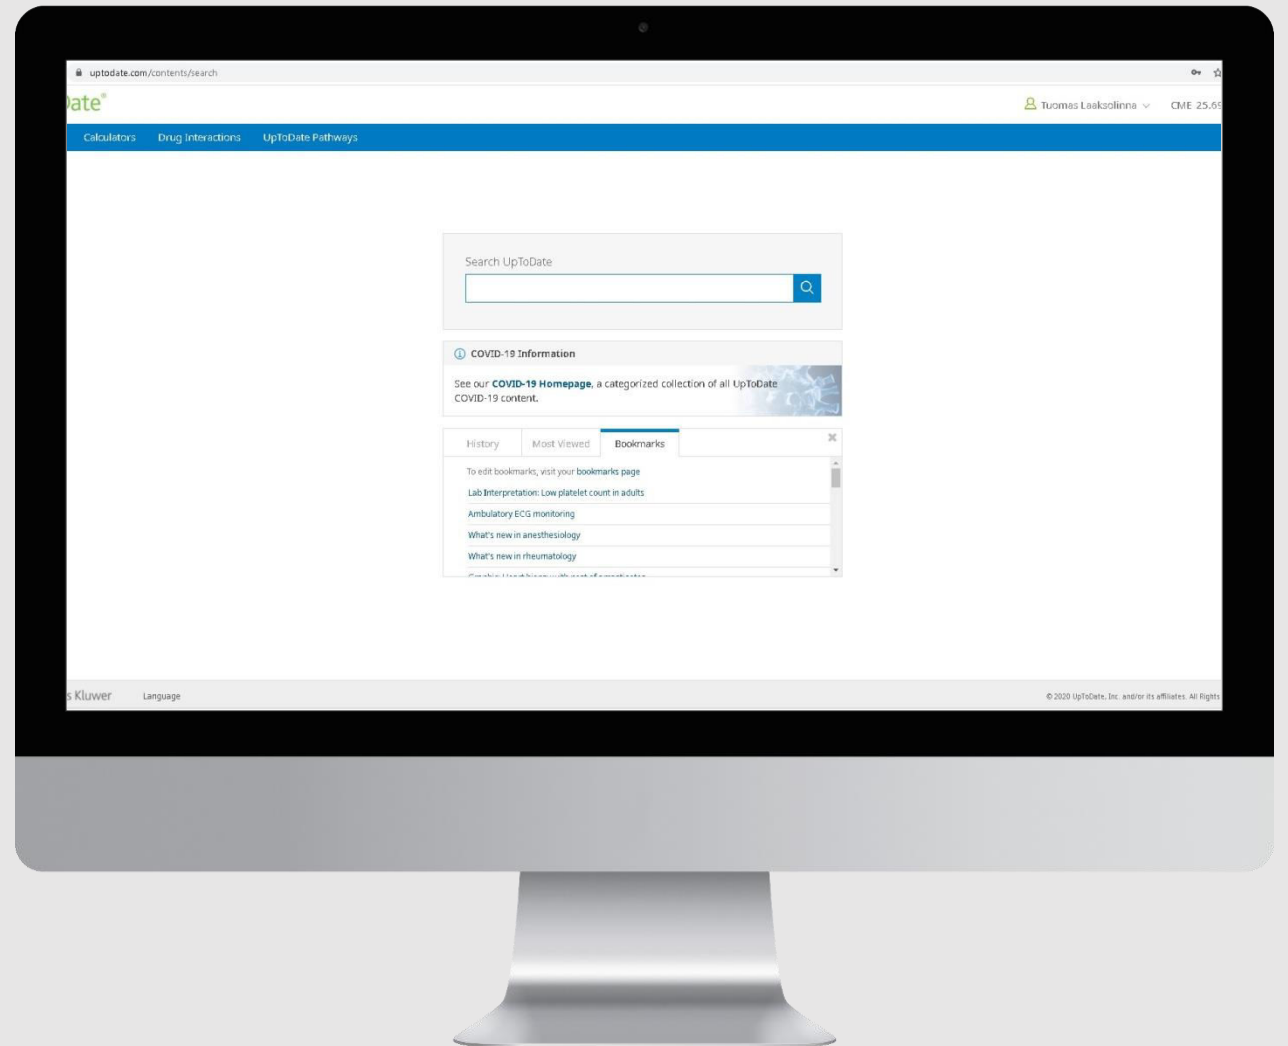 uptodate.com/contents/search
Date®
Tuomas Laaksolinna CME 25.69
Calculators Drug Interactions UpToDate Pathways
Search UpToDate
COVID-19 Information
See our COVID-19 Homepage, a categorized collection of all UpToDate
COVID-19 content.
History Most Viewed Bookmarks
To edit bookmarks, visit your bookmarks page
Lab Interpretation: Low platelet count in adults
Ambulatory ECG monitoring
What's new in anesthesiology
What's new in rheumatology
s Kluwer Language © 2020 UpToDate, Inc. and/or its affiliates. All Rights